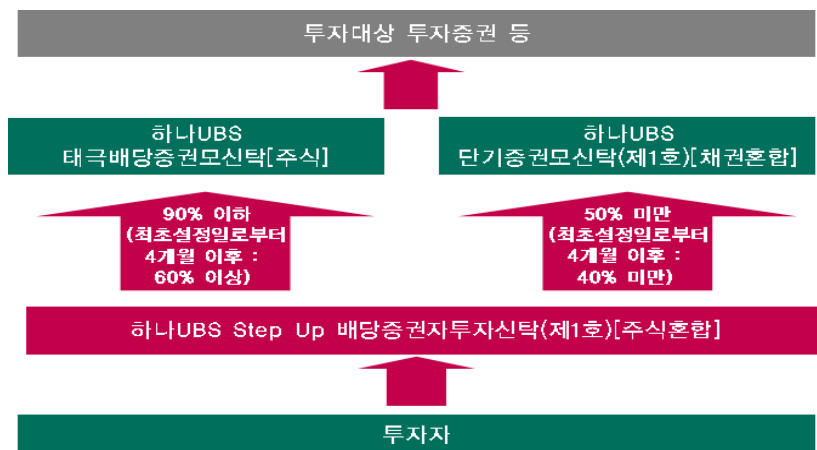 투자대상 투자증권 등
하나UBS
태극배당증권모신탁[주식]
하나UBS
단기증권모신탁(제1호)[채권혼합]
90% 이하
(최초설정일로부터
4개월 이후 :
60% 이상)
50% 미만
(최초설정일로부터
4개월 이후 :
40% 미만)
하나UBS Step Up 배당증권자투자신탁(제1호)[주식혼합]
투자자